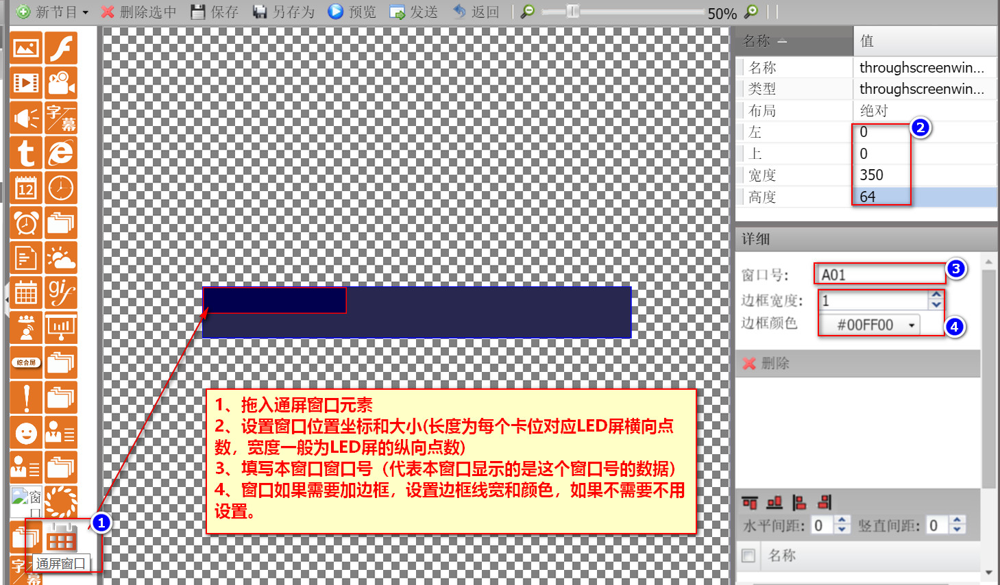 新节目 删除选中 保存 另存为 预览 发送 返回 50%
名称 值
名称 throughscreenwin...
类型 throughscreenwin...
布局 绝对
左 0
上 0
宽度 350
高度 64
2
详细
窗口号: A01
3
边框宽度: 1
边框颜色 #00FF00
4
删除
水平间距: 0 竖直间距: 0
名称
字幕
12
gif
综合屏
窗口
1
通屏窗口
字幕
1、拖入通屏窗口元素
2、设置窗口位置坐标和大小(长度为每个卡位对应LED屏横向点
数，宽度一般为LED屏的纵向点数)
3、填写本窗口窗口号（代表本窗口显示的是这个窗口号的数据）
4、窗口如果需要加边框，设置边框线宽和颜色，如果不需要不用
设置。